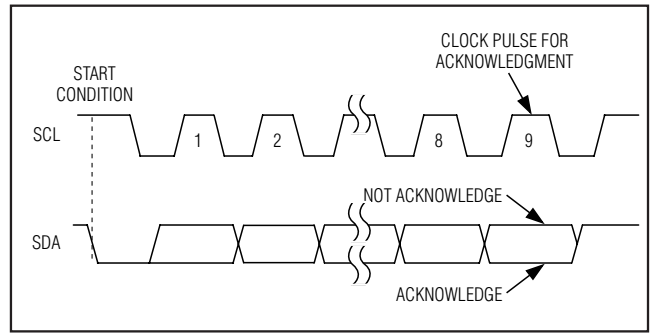 CLOCK PULSE FOR
ACKNOWLEDGMENT
START
CONDITION
SCL
1
2
8
9
NOT ACKNOWLEDGE
SDA
ACKNOWLEDGE